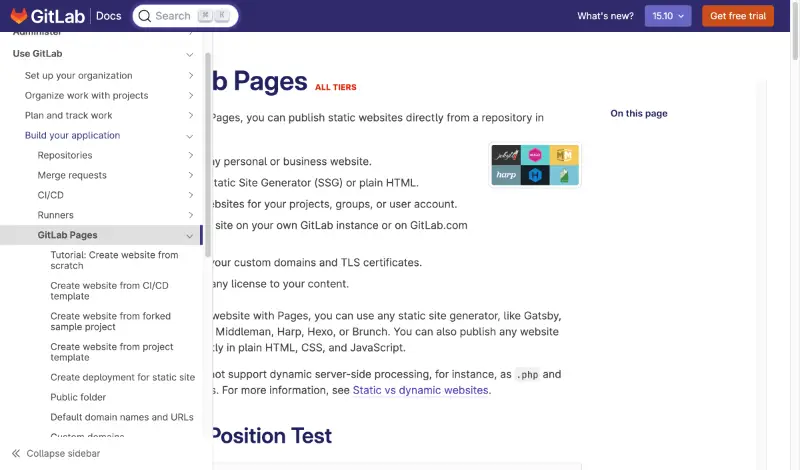 GitLab Docs Search ⌘ K What's new? 15.10 Get free trial
Administer
Use GitLab
Set up your organization
Organize work with projects
Plan and track work
Build your application
Repositories
Merge requests
CI/CD
Runners
GitLab Pages
Tutorial: Create website from
scratch
Create website from CI/CD
template
Create website from forked
sample project
Create website from project
template
Create deployment for static site
Public folder
Default domain names and URLs
Custom domains
Collapse sidebar
b Pages ALL TIERS
Pages, you can publish static websites directly from a repository in
ny personal or business website.
Static Site Generator (SSG) or plain HTML.
ebsites for your projects, groups, or user account.
site on your own GitLab instance or on GitLab.com
your custom domains and TLS certificates.
any license to your content.
website with Pages, you can use any static site generator, like Gatsby,
Middleman, Harp, Hexo, or Brunch. You can also publish any website
tly in plain HTML, CSS, and JavaScript.
not support dynamic server-side processing, for instance, as .php and
s. For more information, see Static vs dynamic websites.
Position Test
jekyll
harp
On this page